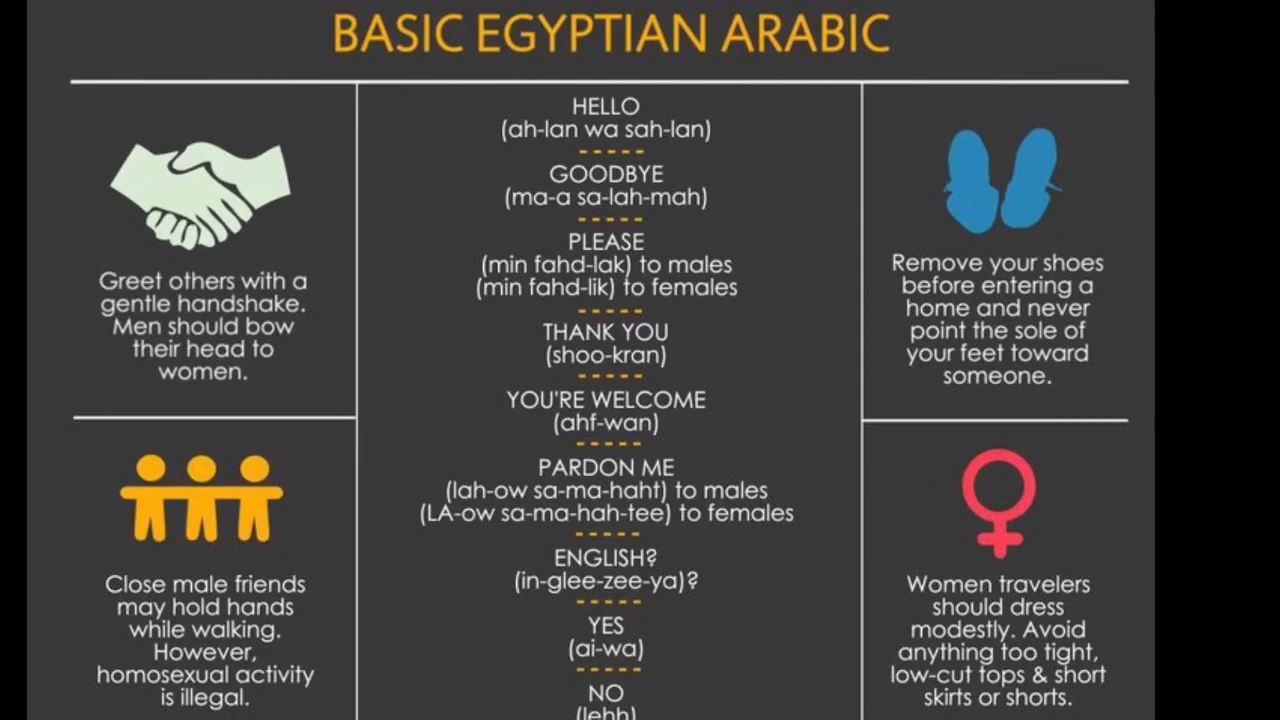 BASIC EGYPTIAN ARABIC
Greet others with a
gentle handshake.
Men should bow
their head to
women.
Close male friends
may hold hands
while walking.
However,
homosexual activity
is illegal.
HELLO
(ah-lan wa sah-lan)
GOODBYE
(ma-a sa-lah-mah)
PLEASE
(min fahd-lak) to males
(min fahd-lik) to females
THANK YOU
(shoo-kran)
YOU'RE WELCOME
(ahf-wan)
PARDON ME
(lah-ow sa-ma-haht) to males
(LA-ow sa-ma-hah-tee) to females
ENGLISH?
(in-glee-zee-ya)?
YES
(ai-wa)
NO
(lehh)
Remove your shoes
before entering a
home and never
point the sole of
your feet toward
someone.
Women travelers
should dress
modestly. Avoid
anything too tight,
low-cut tops & short
skirts or shorts.